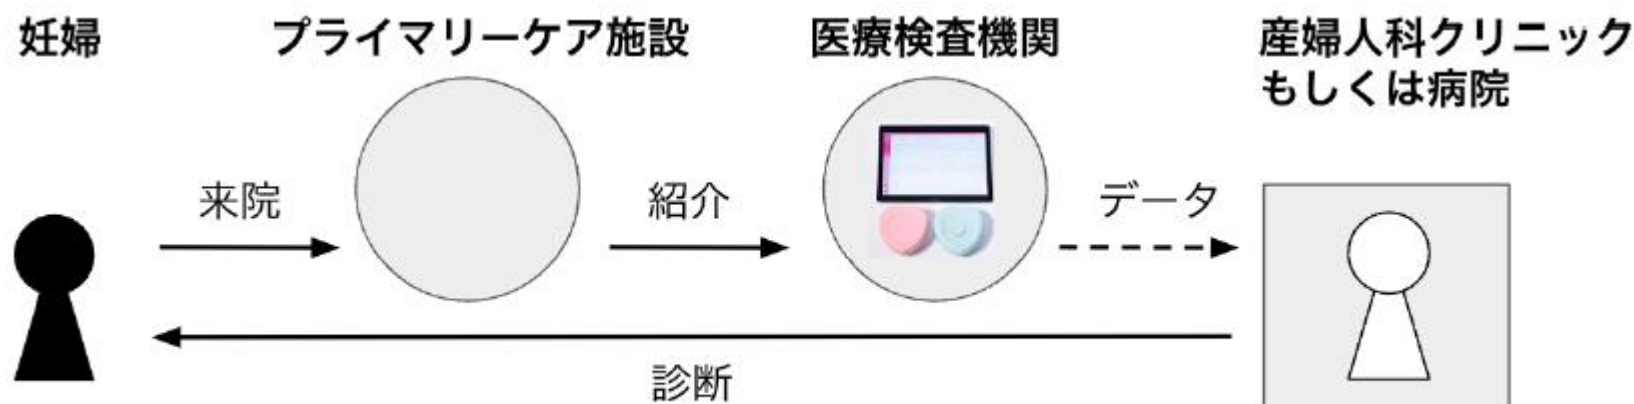 妊婦
プライマリーケア施設
医療検査機関
産婦人科クリニック
もしくは病院
来院
紹介
データ
診断